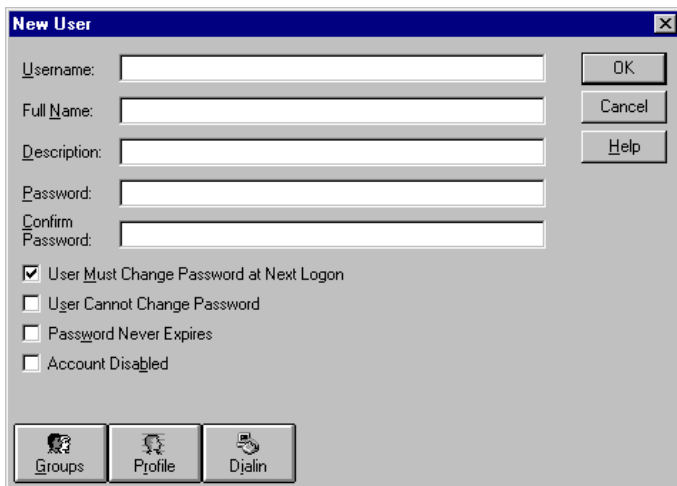 New User
Username:
OK
Full Name:
Cancel
Description:
Help
Password:
Confirm
Password:
User Must Change Password at Next Logon
User Cannot Change Password
Password Never Expires
Account Disabled
Groups
Profile
Dialin